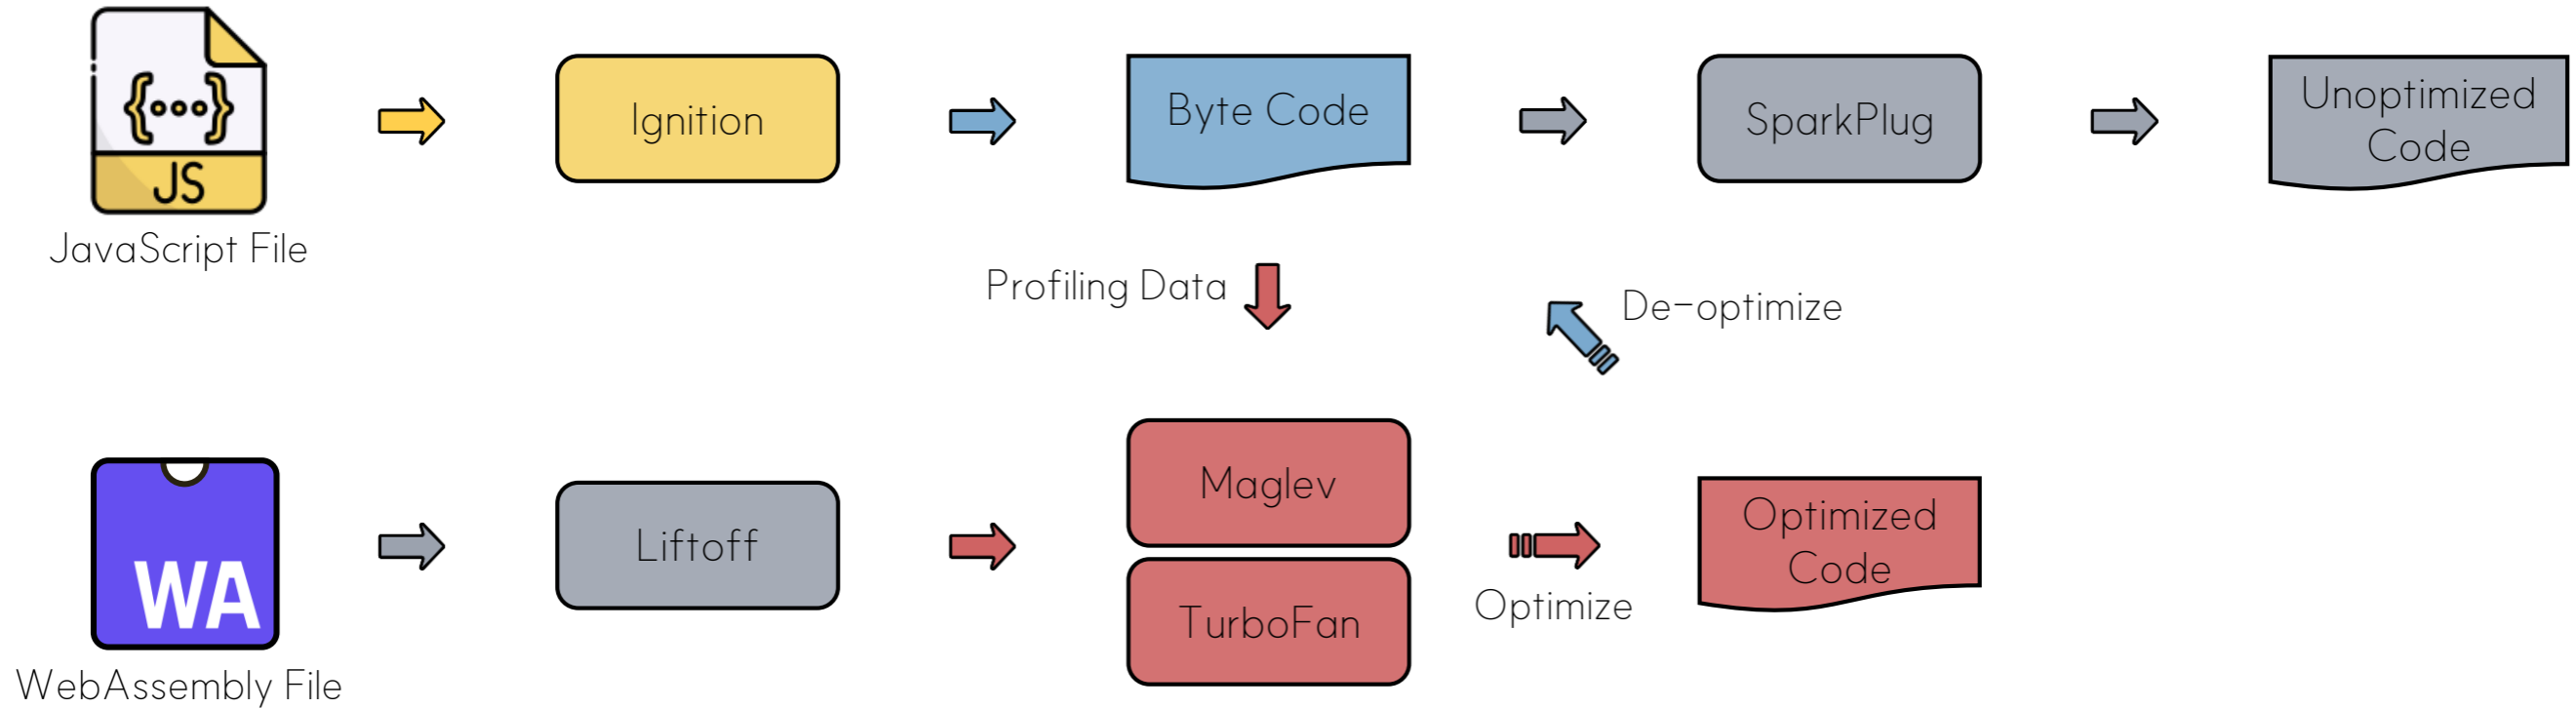 {...}
JS
JavaScript File
Ignition
Byte Code
SparkPlug
Unoptimized
Code
Profiling Data
De-optimize
WA
WebAssembly File
Liftoff
Maglev
TurboFan
Optimize
Optimized
Code